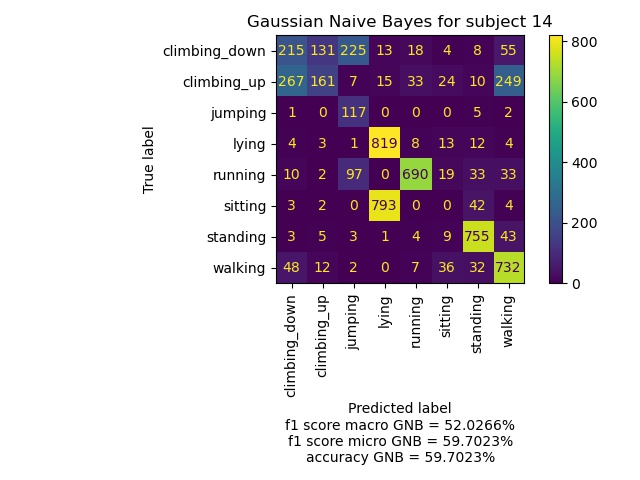 Gaussian Naive Bayes for subject 14
True label
climbing_down 215 131 225 13 18 4 8 55
climbing_up 267 161 7 15 33 24 10 249
jumping 1 0 117 0 0 0 5 2
lying 4 3 1 819 8 13 12 4
running 10 2 97 0 690 19 33 33
sitting 3 2 0 793 0 0 42 4
standing 3 5 3 1 4 9 755 43
walking 48 12 2 0 7 36 32 732
climbing_down climbing_up jumping lying running sitting standing walking
800
600
400
200
0
Predicted label
f1 score macro GNB = 52.0266%
f1 score micro GNB = 59.7023%
accuracy GNB = 59.7023%